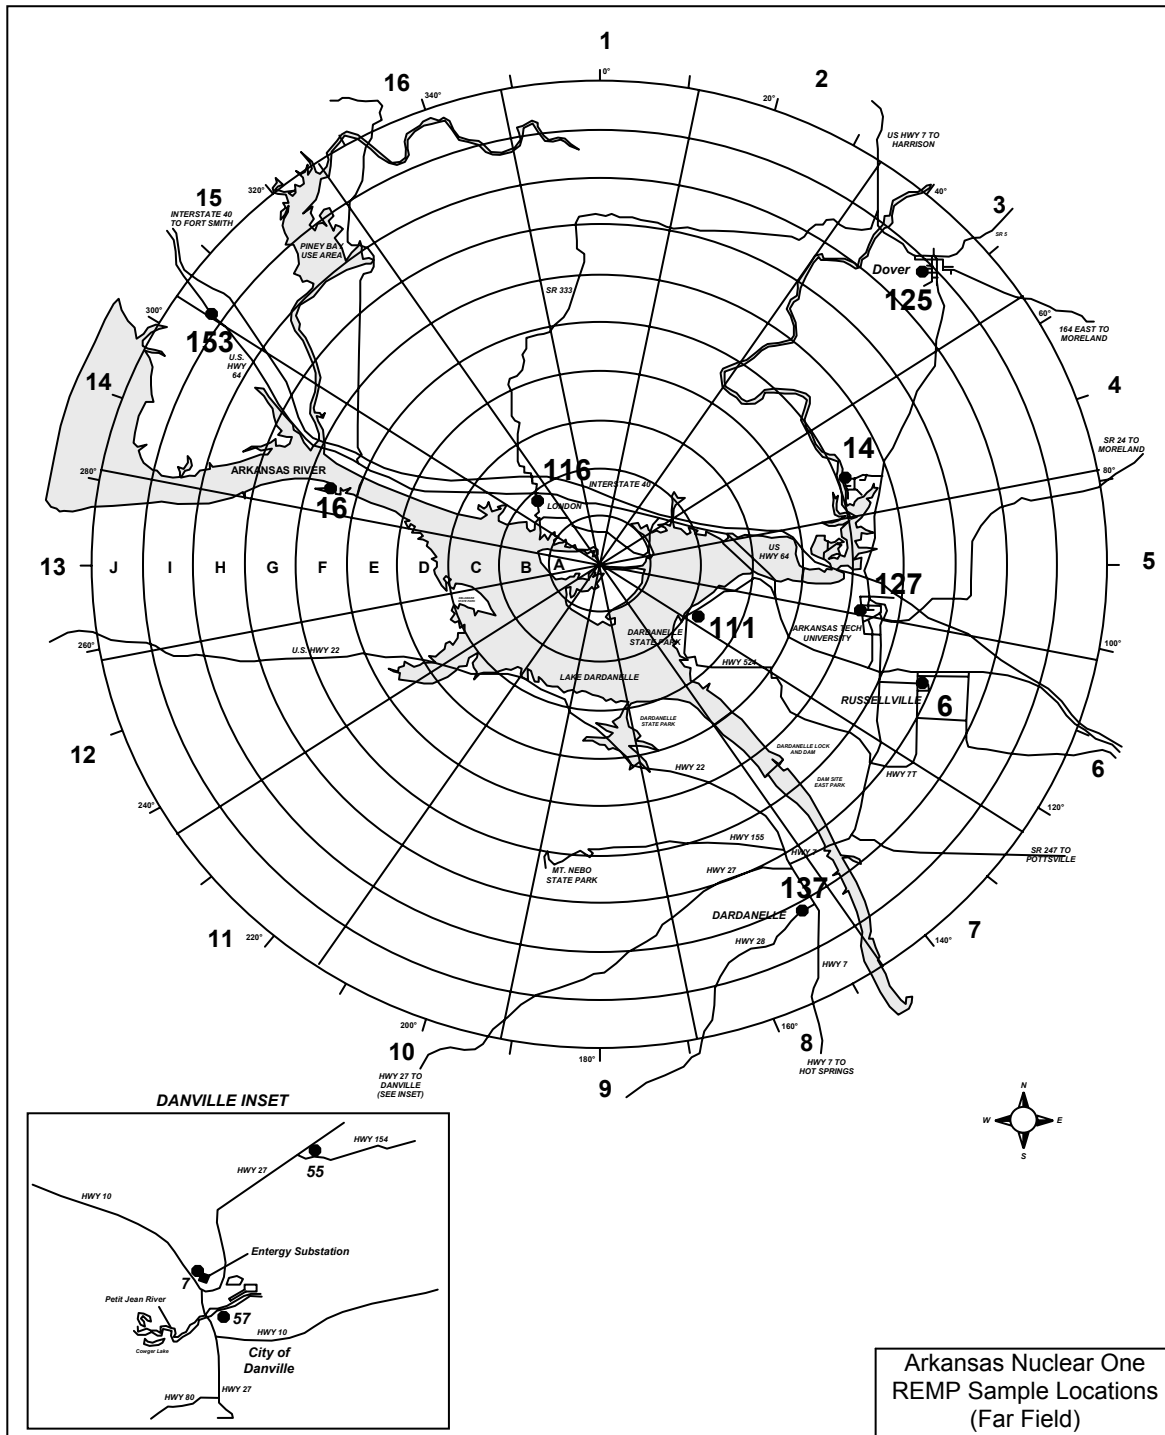 1
0°
16
340°
20°
2
US HWY 7 TO
HARRISON
320°
40°
15
INTERSTATE 40
TO FORT SMITH
3
SR 5
PINEY BAY
USE AREA
Dover
125
SR 333
300°
153
60°
164 EAST TO
MORELAND
U.S.
HWY
64
14
4
SR 24 TO
MORELAND
280°
ARKANSAS RIVER
116
INTERSTATE 40
14
80°
16
LONDON
US
HWY 64
13
J
I
H
G
F
E
D
C
B
A
5
127
DARDANELLE
STATE PARK
111
ARKANSAS TECH
UNIVERSITY
260°
U.S. HWY 22
100°
HWY 524
LAKE DARDANELLE
RUSSELLVILLE
6
DARDANELLE
STATE PARK
12
DARDANELLE LOCK
AND DAM
HWY 22
HWY 7T
6
DAM SITE
EAST PARK
240°
120°
HWY 155
HWY 7
SR 247 TO
POTTSVILLE
MT. NEBO
STATE PARK
HWY 27
137
DARDANELLE
11
220°
HWY 28
7
140°
HWY 7
200°
160°
10
180°
8
HWY 27 TO
DANVILLE
(SEE INSET)
9
HWY 7 TO
HOT SPRINGS
DANVILLE INSET
N
W
E
S
HWY 154
55
HWY 27
HWY 10
Entergy Substation
7
Petit Jean River
57
HWY 10
Cowger Lake
City of
Danville
HWY 27
HWY 80
Arkansas Nuclear One
REMP Sample Locations
(Far Field)